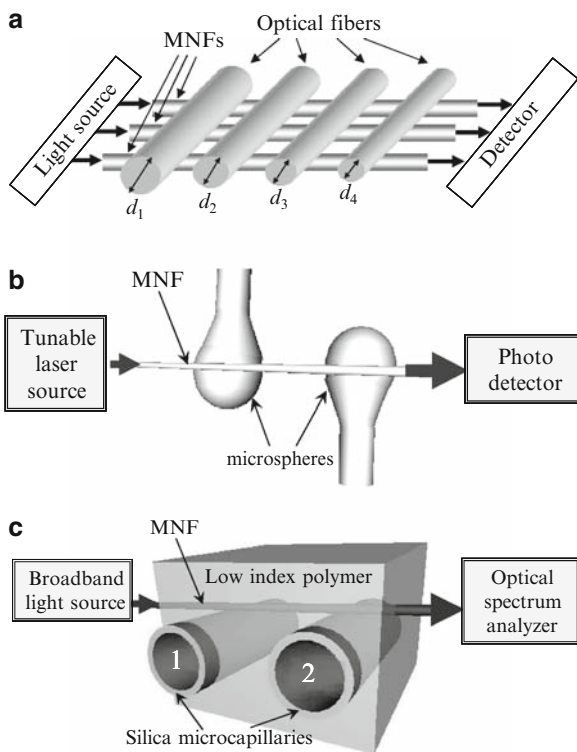 a
MNFs
Optical fibers
Light source
Detector
d1
d2
d3
d4
b
MNF
Tunable
laser
source
Photo
detector
microspheres
c
MNF
Broadband
light source
Low index polymer
Optical
spectrum
analyzer
1
2
Silica microcapillaries